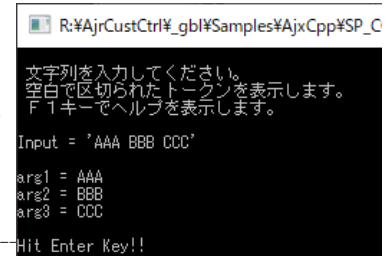 R:¥AjrCustCtrl¥_gbl¥Samples¥AjxCpp¥SP_C
文字列を入力してください。
空白で区切られたトークンを表示します。
F1キーでヘルプを表示します。
Input = 'AAA BBB CCC'
arg1 = AAA
arg2 = BBB
arg3 = CCC
Hit Enter Key!!